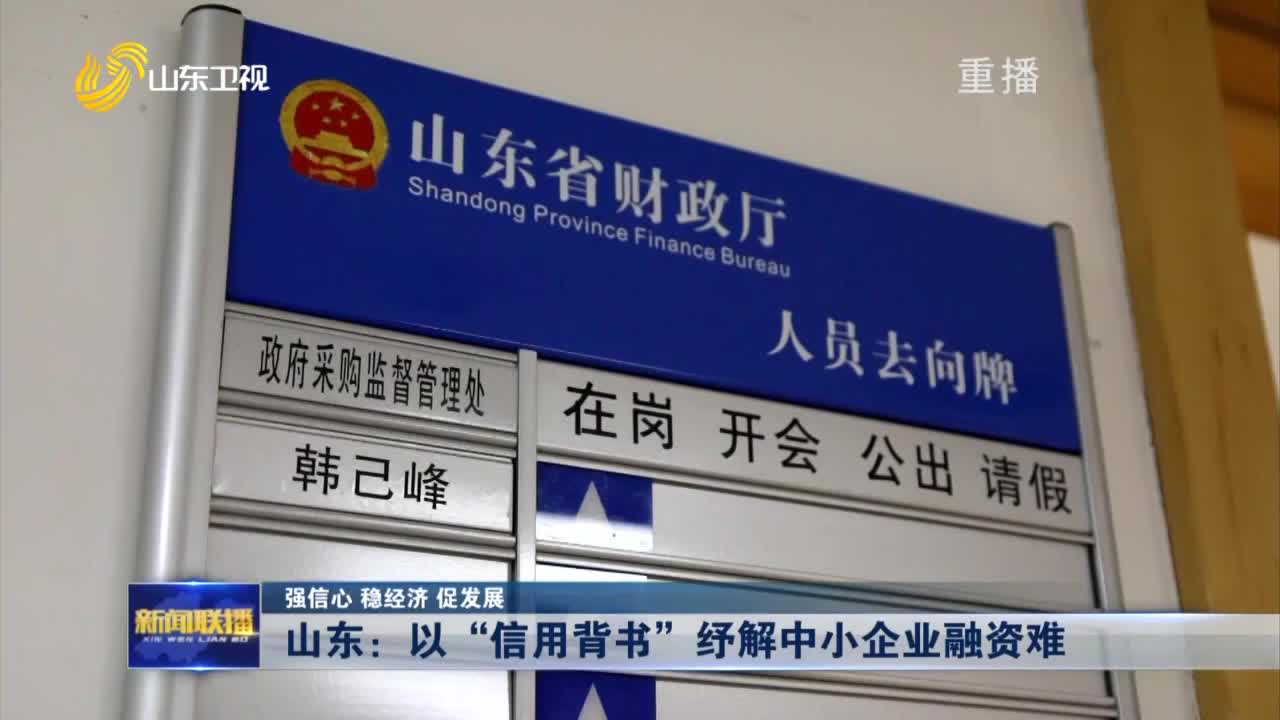 山东卫视
重播
山东省财政厅
Shandong Province Finance Bureau
人员去向牌
政府采购监督管理处
在岗 开会 公出 请假
韩己峰
新闻联播
XIN WEN LIAN BO
强信心 稳经济 促发展
山东：以“信用背书”纾解中小企业融资难